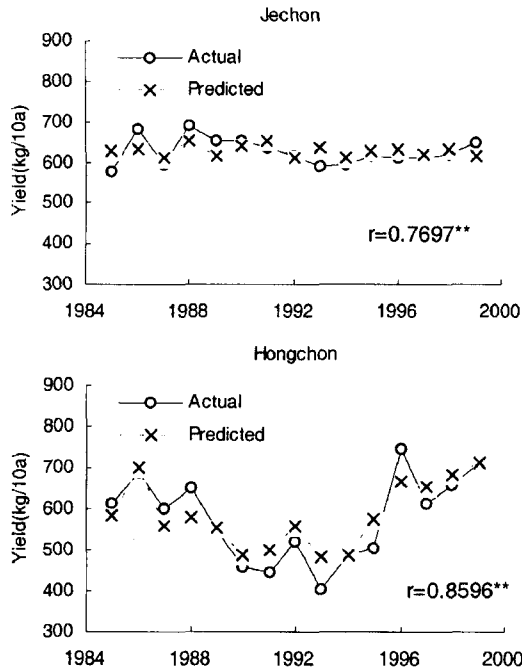 Jechon
900
Actual
800
Predicted
700
600
500
400
300
Yield(kg/10a)
r=0.7697**
1984 1988 1992 1996 2000
Hongchon
900
Actual
800
Predicted
700
600
500
400
300
Yield(kg/10a)
r=0.8596**
1984 1988 1992 1996 2000